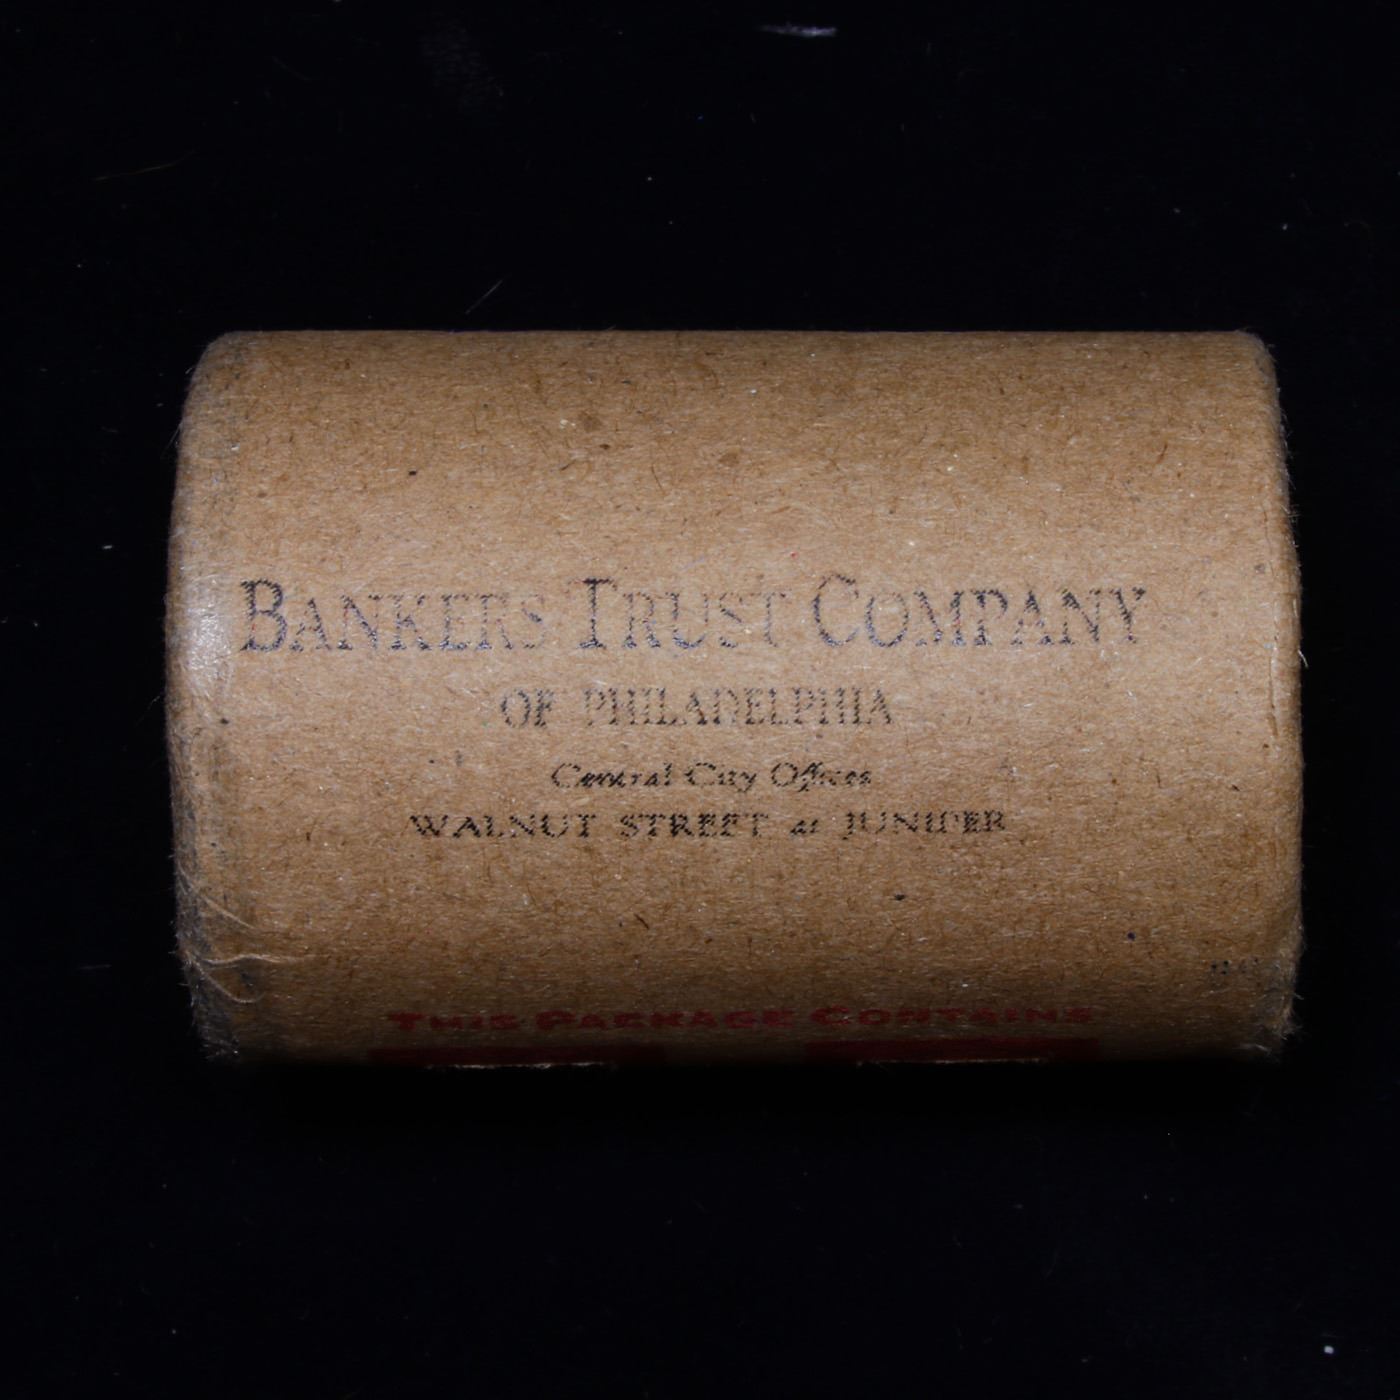 BANKERS TRUST COMPANY
OF PHILADELPHIA
Central City Offices
WALNUT STREET at JUNIPER
THIS PACKAGE CONTAINS